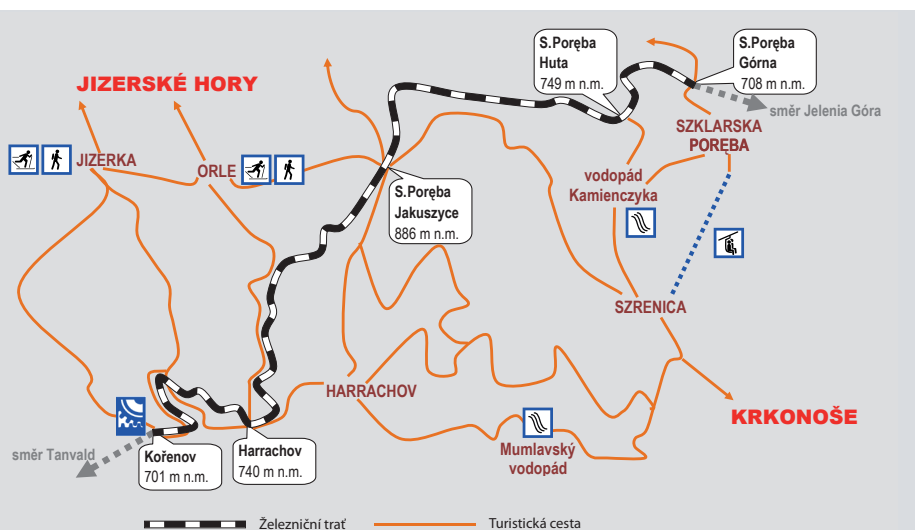 S.Poręba
Huta
749 m n.m.
S.Poręba
Górna
708 m n.m.
JIZERSKÉ HORY
směr Jelenia Góra
SZKLARSKA
PORĘBA
JIZERKA
ORLE
vodopád
Kamienczyka
S.Poręba
Jakuszyce
886 m n.m.
SZRENICA
HARRACHOV
KRKONOŠE
Mumlavský
vodopád
směr Tanvald
Kořenov
701 m n.m.
Harrachov
740 m n.m.
Železniční trať
Turistická cesta